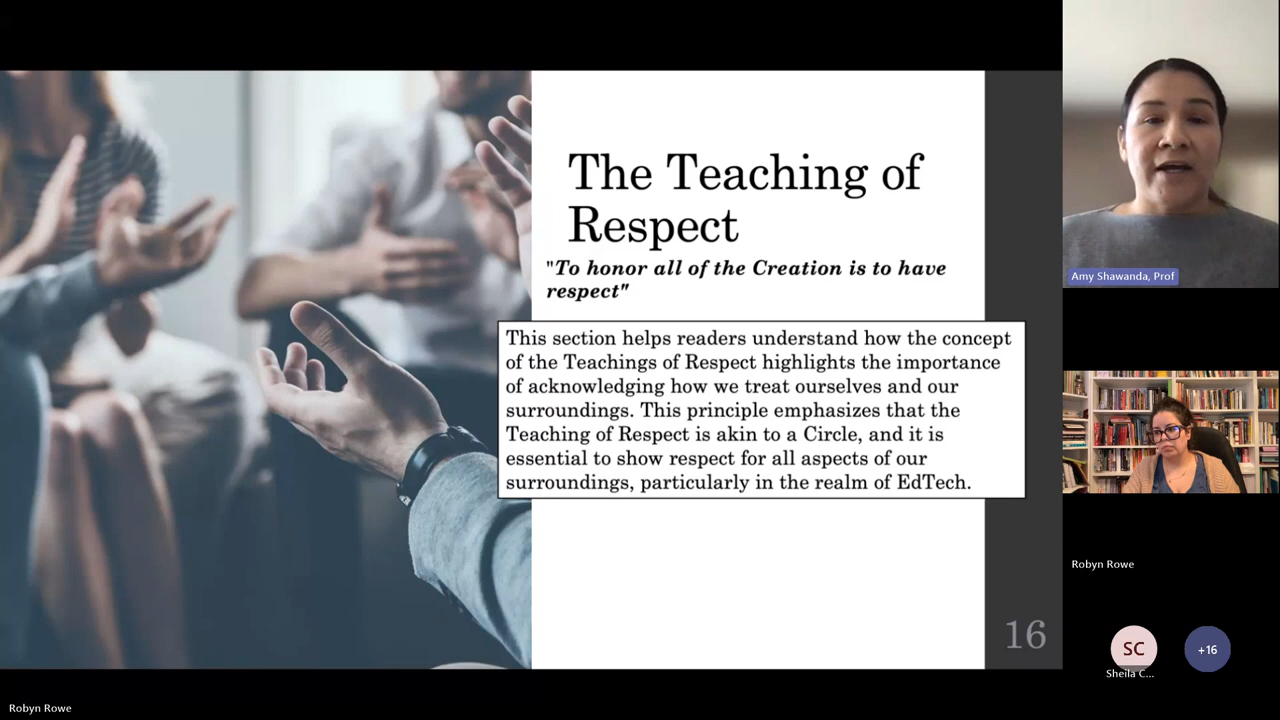 The Teaching of
Respect
"To honor all of the Creation is to have
respect"
This section helps readers understand how the concept
of the Teachings of Respect highlights the importance
of acknowledging how we treat ourselves and our
surroundings. This principle emphasizes that the
Teaching of Respect is akin to a Circle, and it is
essential to show respect for all aspects of our
surroundings, particularly in the realm of EdTech.
16
Amy Shawanda, Prof
Robyn Rowe
SC
+16
Sheila C...
Robyn Rowe